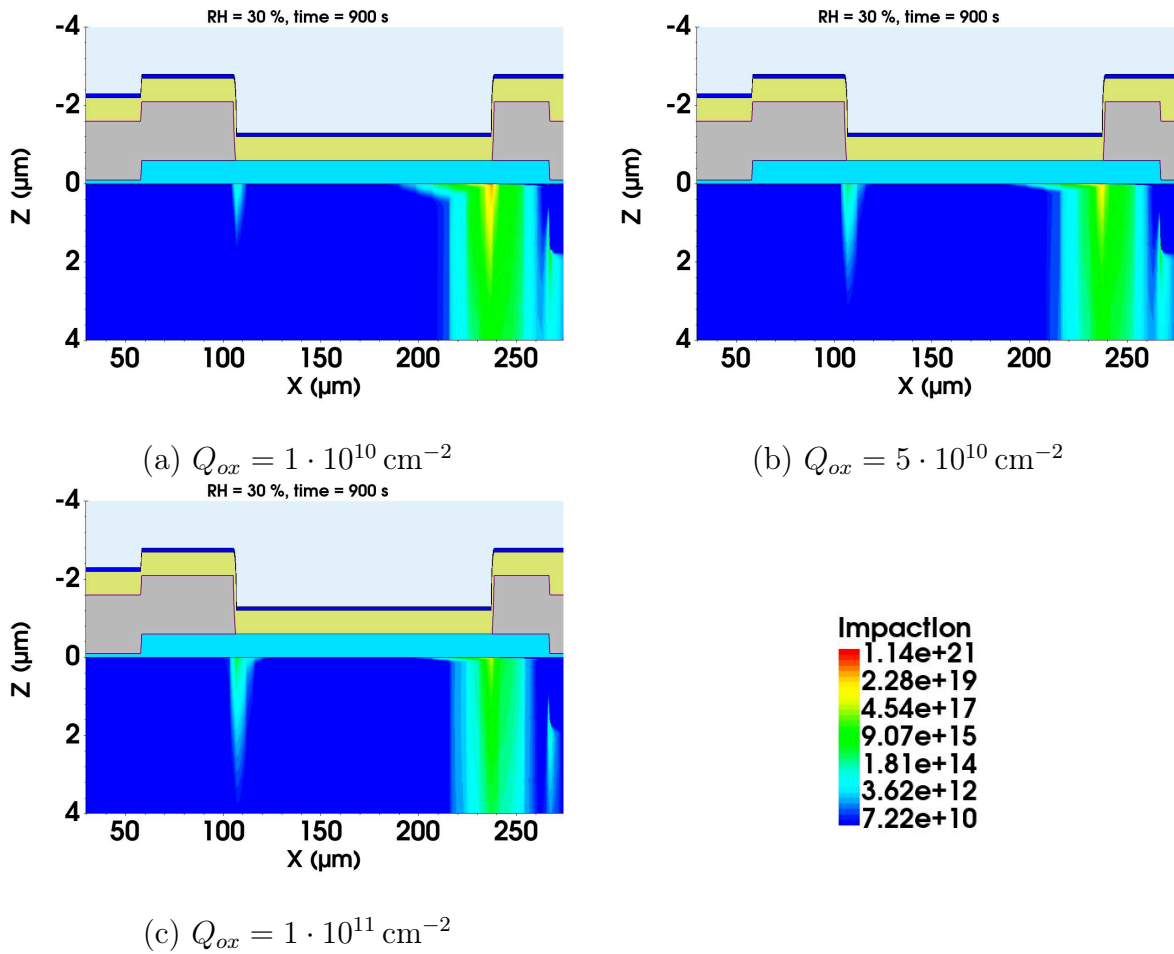 RH = 30 %, time = 900 s
-4
-2
0
2
4
Z (µm)
50 100 150 200 250
X (µm)
(a) Qox = 1 · 10^10 cm^−2
RH = 30 %, time = 900 s
-4
-2
0
2
4
Z (µm)
50 100 150 200 250
X (µm)
(b) Qox = 5 · 10^10 cm^−2
RH = 30 %, time = 900 s
-4
-2
0
2
4
Z (µm)
50 100 150 200 250
X (µm)
(c) Qox = 1 · 10^11 cm^−2
ImpactIon
1.14e+21
2.28e+19
4.54e+17
9.07e+15
1.81e+14
3.62e+12
7.22e+10